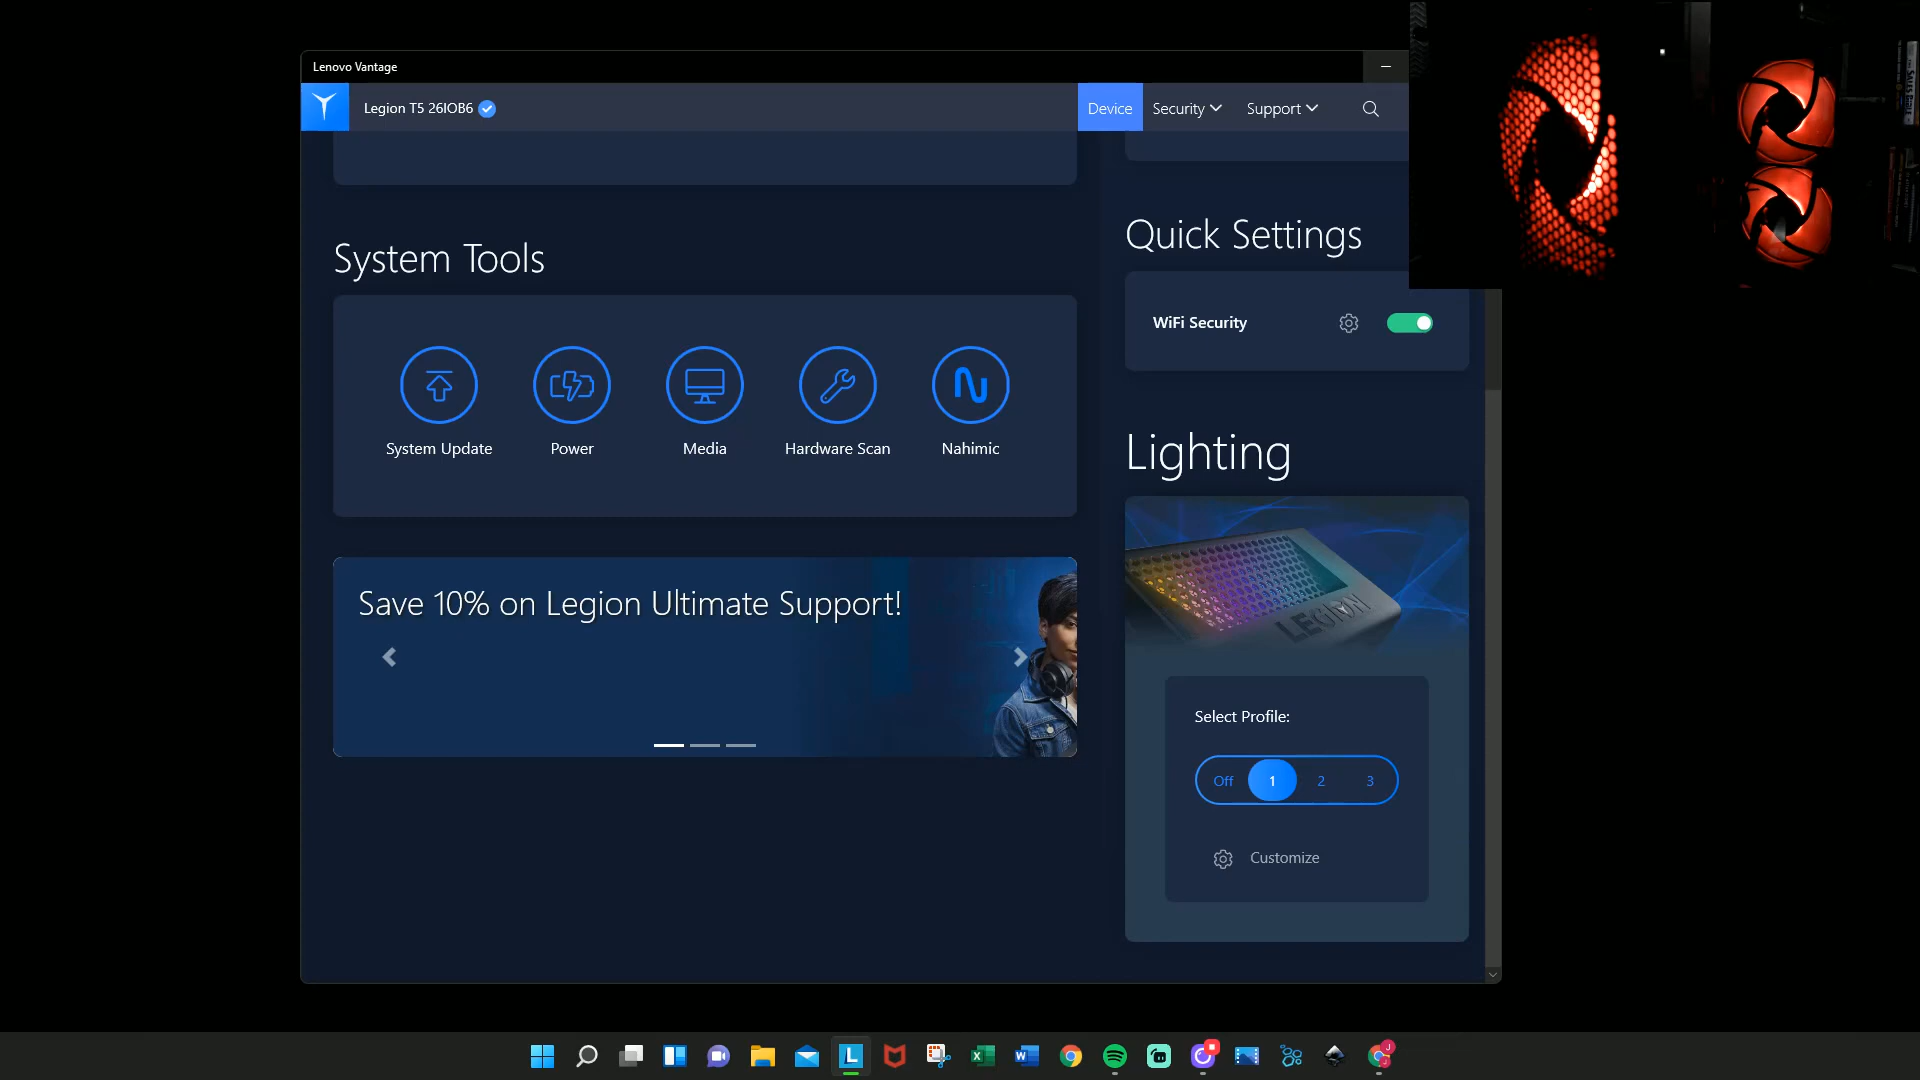 Lenovo Vantage
Legion T5 26IOB6
Device
Security
Support
System Tools
System Update
Power
Media
Hardware Scan
Nahimic
Save 10% on Legion Ultimate Support!
Quick Settings
WiFi Security
Lighting
LEGION
Select Profile:
Off 1 2 3
Customize